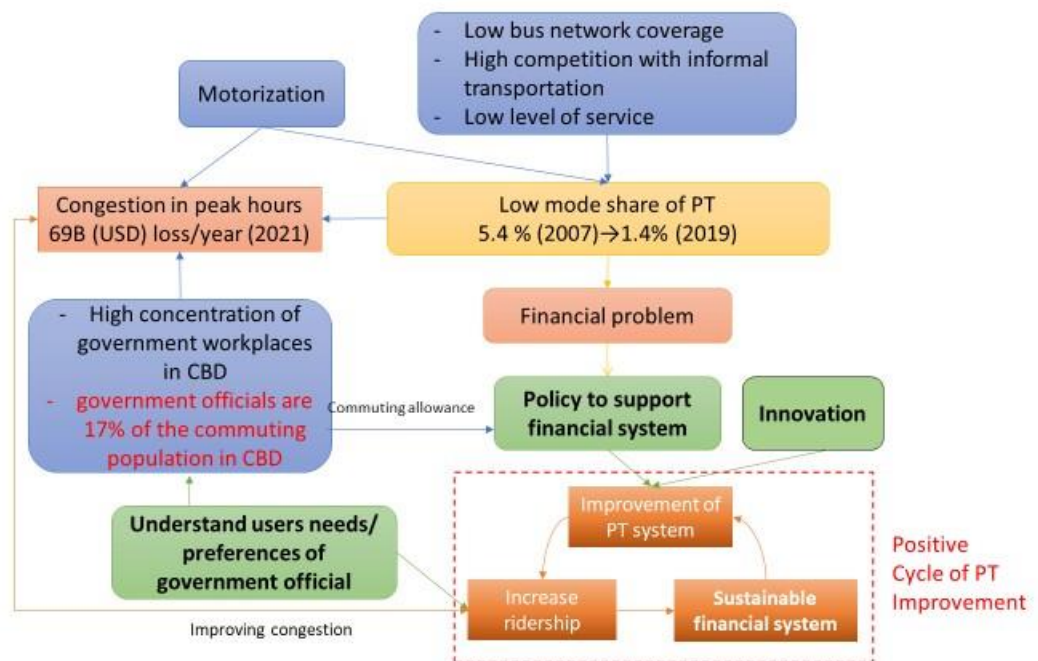 - Low bus network coverage
- High competition with informal
transportation
- Low level of service
Motorization
Congestion in peak hours
69B (USD) loss/year (2021)
Low mode share of PT
5.4 % (2007)→1.4% (2019)
Financial problem
- High concentration of
government workplaces
in CBD
- government officials are
17% of the commuting
population in CBD
Commuting allowance
Policy to support
financial system
Innovation
Understand users needs/
preferences of
government official
Improvement of
PT system
Increase
ridership
Sustainable
financial system
Positive
Cycle of PT
Improvement
Improving congestion